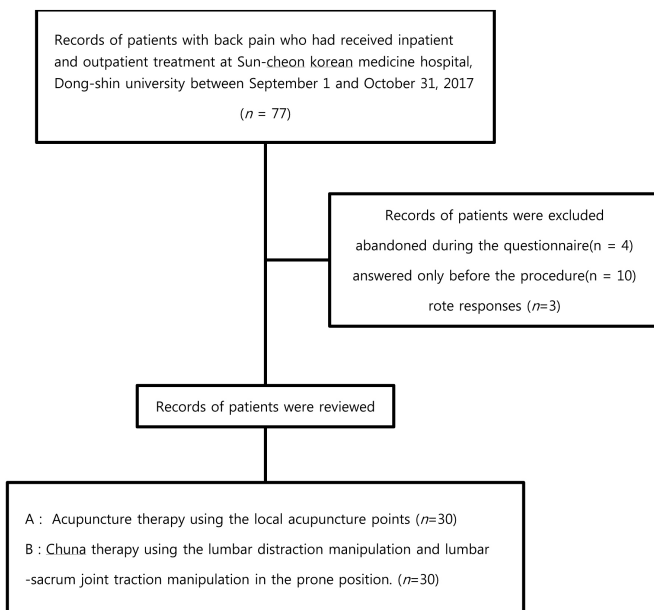 Records of patients with back pain who had received inpatient
and outpatient treatment at Sun-cheon korean medicine hospital,
Dong-shin university between September 1 and October 31, 2017
(n = 77)
Records of patients were excluded
abandoned during the questionnaire(n = 4)
answered only before the procedure(n = 10)
rote responses (n=3)
Records of patients were reviewed
A : Acupuncture therapy using the local acupuncture points (n=30)
B : Chuna therapy using the lumbar distraction manipulation and lumbar
-sacrum joint traction manipulation in the prone position. (n=30)